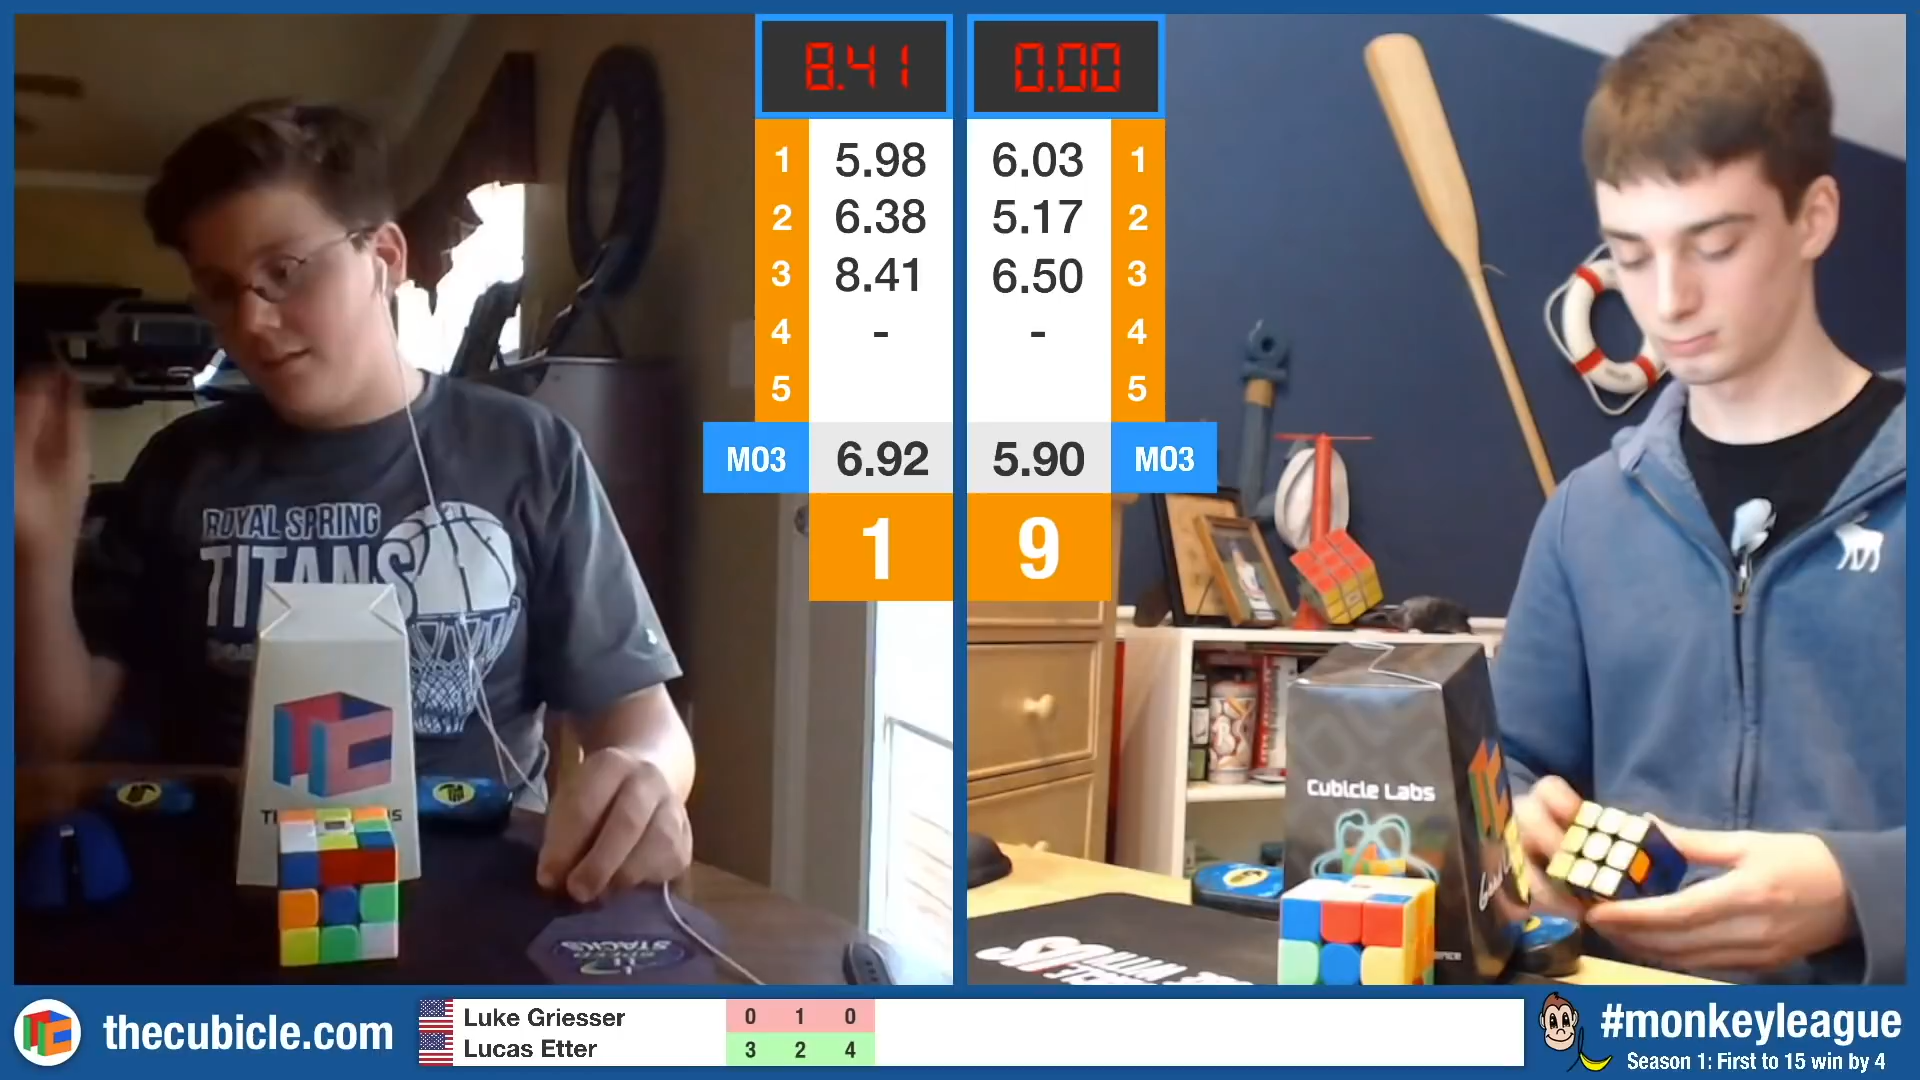 8.41 0.00
1 5.98 6.03 1
2 6.38 5.17 2
3 8.41 6.50 3
4 - - 4
5 5
MO3 6.92 5.90 MO3
1 9
ROYAL SPRING
TITANS
Cubicle Labs
STACKS
thecubicle.com
Luke Griesser 0 1 0
Lucas Etter 3 2 4
#monkeyleague
Season 1: First to 15 win by 4